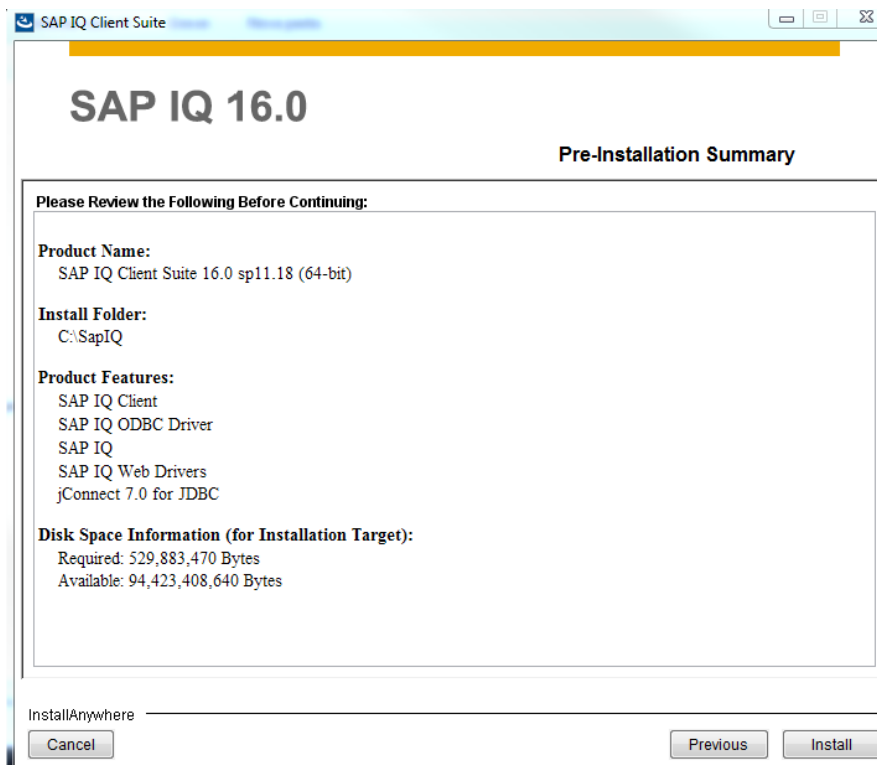 SAP IQ Client Suite
SAP IQ 16.0
Pre-Installation Summary
Please Review the Following Before Continuing:
Product Name:
SAP IQ Client Suite 16.0 sp11.18 (64-bit)
Install Folder:
C:\SapIQ
Product Features:
SAP IQ Client
SAP IQ ODBC Driver
SAP IQ
SAP IQ Web Drivers
jConnect 7.0 for JDBC
Disk Space Information (for Installation Target):
Required: 529,883,470 Bytes
Available: 94,423,408,640 Bytes
InstallAnywhere
Cancel
Previous
Install